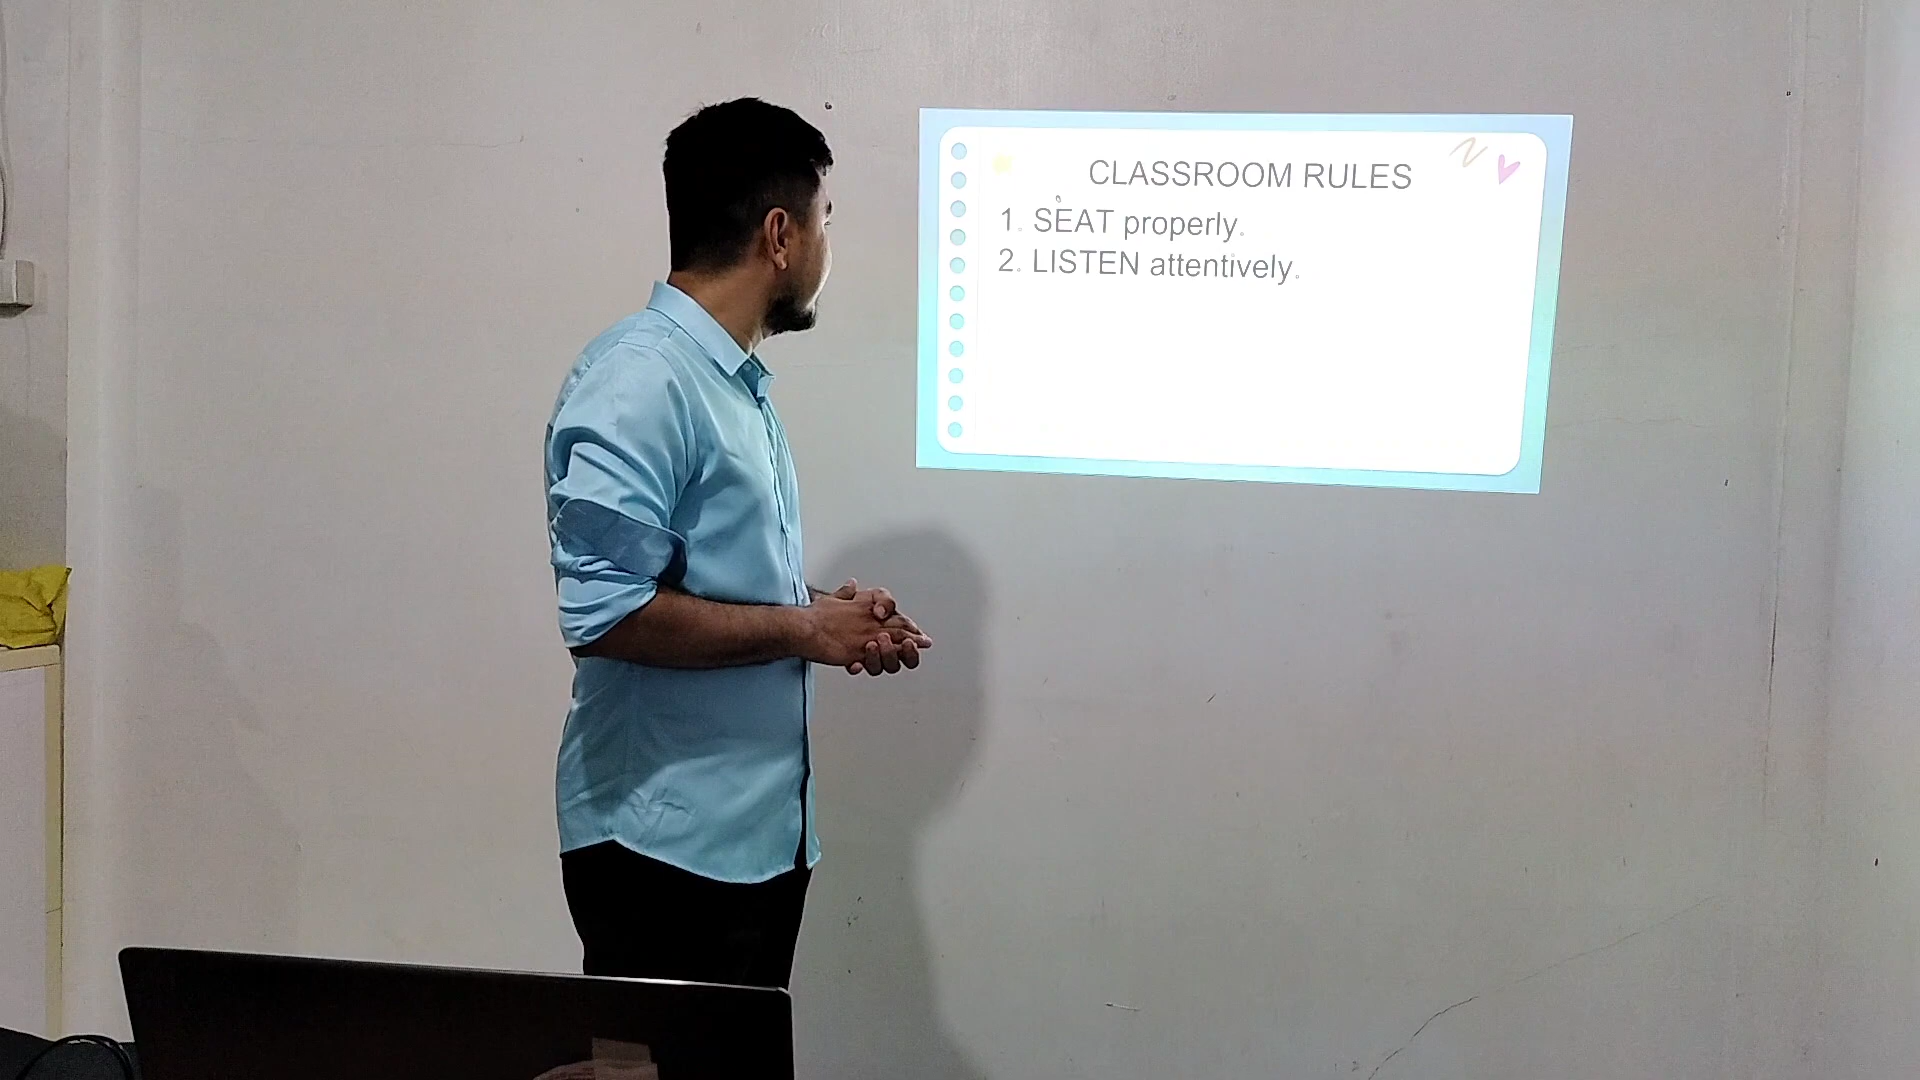 CLASSROOM RULES
1. SEAT properly.
2. LISTEN attentively.